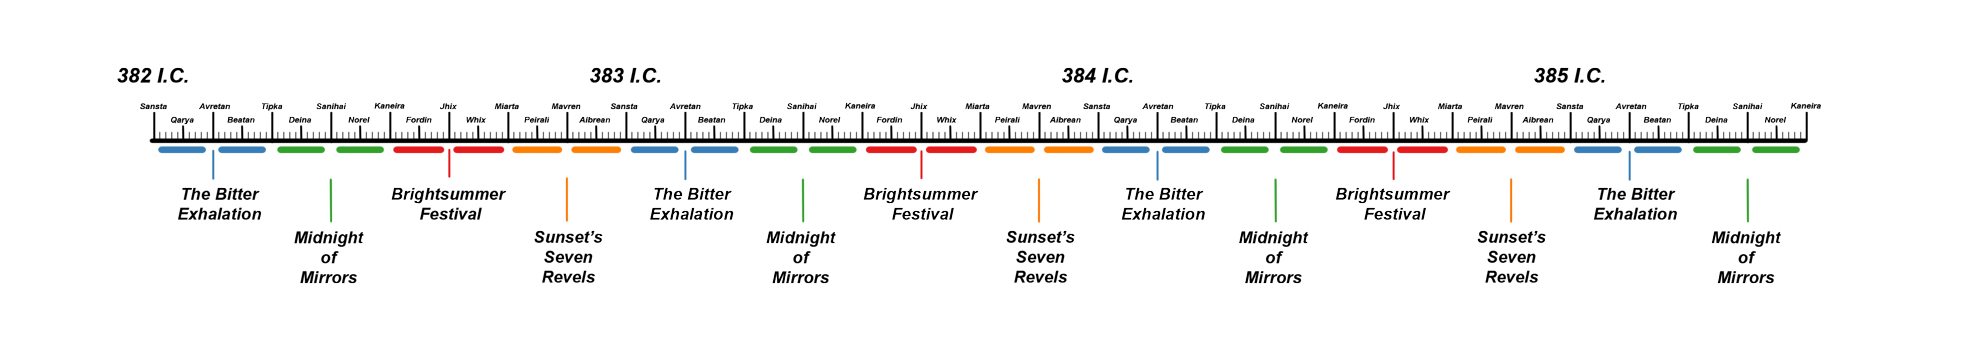 382 I.C. 383 I.C. 384 I.C. 385 I.C.
Sansta Avretan Tipka Sanihai Kaneira Jhix Miarta Mavren Sansta Avretan Tipka Sanihai Kaneira Jhix Miarta Mavren Sansta Avretan Tipka Sanihai Kaneira Jhix Miarta Mavren Sansta Avretan Tipka Sanihai Kaneira
Qarya Beatan Deina Norel Fordin Whix Peirali Aibrean Qarya Beatan Deina Norel Fordin Whix Peirali Aibrean Qarya Beatan Deina Norel Fordin Whix Peirali Aibrean Qarya Beatan Deina Norel
The Bitter Brightsummer The Bitter Brightsummer The Bitter Brightsummer The Bitter
Exhalation Festival Exhalation Festival Exhalation Festival Exhalation
Midnight Sunset’s Midnight Sunset’s Midnight Sunset’s Midnight
of Seven of Seven of Seven of
Mirrors Revels Mirrors Revels Mirrors Revels Mirrors